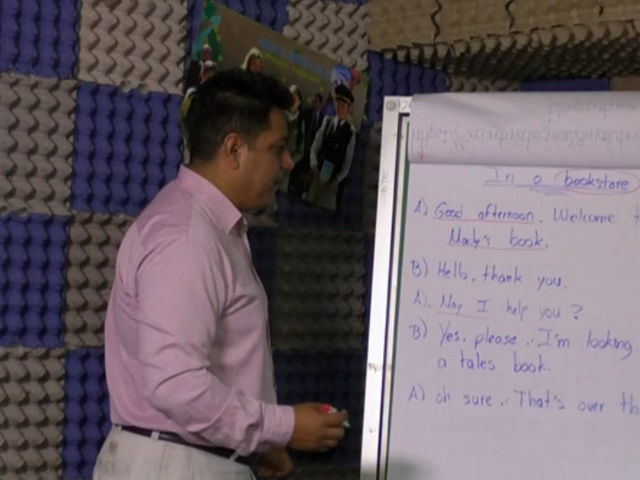 In a bookstore
A) Good afternoon. Welcome
Mady's book.
B) Hello, thank you.
A). May I help you?
B) Yes, please. I'm looking
a tales book.
A) oh sure. That's over th